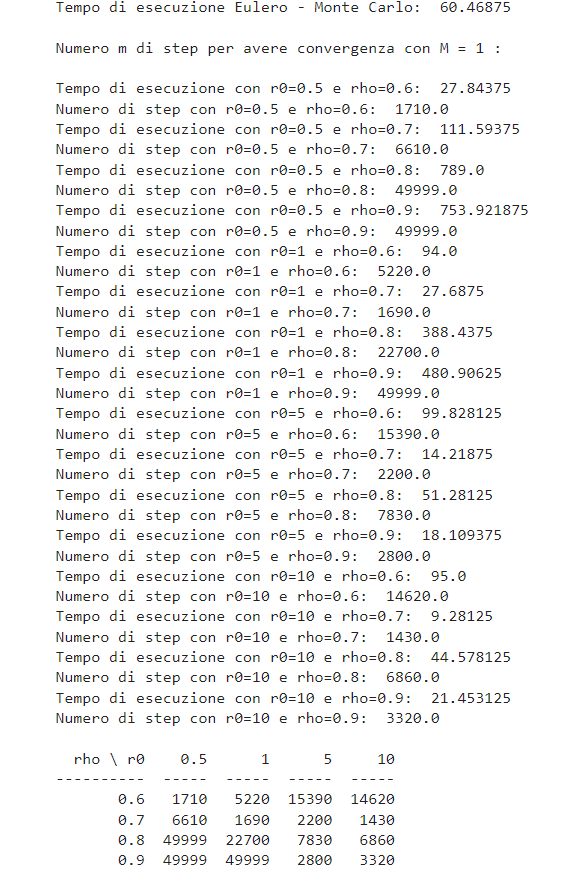 Tempo di esecuzione Eulero - Monte Carlo:  60.46875
Numero m di step per avere convergenza con M = 1 :
Tempo di esecuzione con r0=0.5 e rho=0.6:  27.84375
Numero di step con r0=0.5 e rho=0.6:  1710.0
Tempo di esecuzione con r0=0.5 e rho=0.7:  111.59375
Numero di step con r0=0.5 e rho=0.7:  6610.0
Tempo di esecuzione con r0=0.5 e rho=0.8:  789.0
Numero di step con r0=0.5 e rho=0.8:  49999.0
Tempo di esecuzione con r0=0.5 e rho=0.9:  753.921875
Numero di step con r0=0.5 e rho=0.9:  49999.0
Tempo di esecuzione con r0=1 e rho=0.6:  94.0
Numero di step con r0=1 e rho=0.6:  5220.0
Tempo di esecuzione con r0=1 e rho=0.7:  27.6875
Numero di step con r0=1 e rho=0.7:  1690.0
Tempo di esecuzione con r0=1 e rho=0.8:  388.4375
Numero di step con r0=1 e rho=0.8:  22700.0
Tempo di esecuzione con r0=1 e rho=0.9:  480.90625
Numero di step con r0=1 e rho=0.9:  49999.0
Tempo di esecuzione con r0=5 e rho=0.6:  99.828125
Numero di step con r0=5 e rho=0.6:  15390.0
Tempo di esecuzione con r0=5 e rho=0.7:  14.21875
Numero di step con r0=5 e rho=0.7:  2200.0
Tempo di esecuzione con r0=5 e rho=0.8:  51.28125
Numero di step con r0=5 e rho=0.8:  7830.0
Tempo di esecuzione con r0=5 e rho=0.9:  18.109375
Numero di step con r0=5 e rho=0.9:  2800.0
Tempo di esecuzione con r0=10 e rho=0.6:  95.0
Numero di step con r0=10 e rho=0.6:  14620.0
Tempo di esecuzione con r0=10 e rho=0.7:  9.28125
Numero di step con r0=10 e rho=0.7:  1430.0
Tempo di esecuzione con r0=10 e rho=0.8:  44.578125
Numero di step con r0=10 e rho=0.8:  6860.0
Tempo di esecuzione con r0=10 e rho=0.9:  21.453125
Numero di step con r0=10 e rho=0.9:  3320.0
  rho \ r0    0.5      1      5     10
----------  -----  -----  -----  -----
       0.6   1710   5220  15390  14620
       0.7   6610   1690   2200   1430
       0.8  49999  22700   7830   6860
       0.9  49999  49999   2800   3320